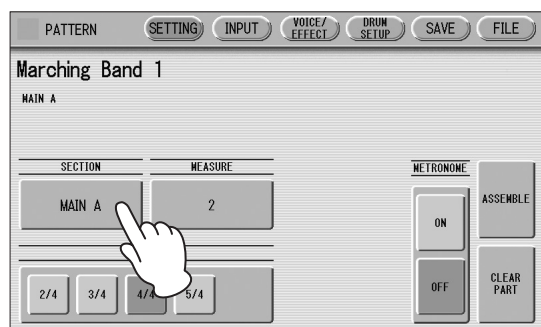 PATTERN SETTING INPUT VOICE/ EFFECT DRUM SETUP SAVE FILE
Marching Band 1
MAIN A
SECTION MEASURE METRONOME
MAIN A 2 ON ASSEMBLE
2/4 3/4 4/4 5/4 OFF CLEAR PART